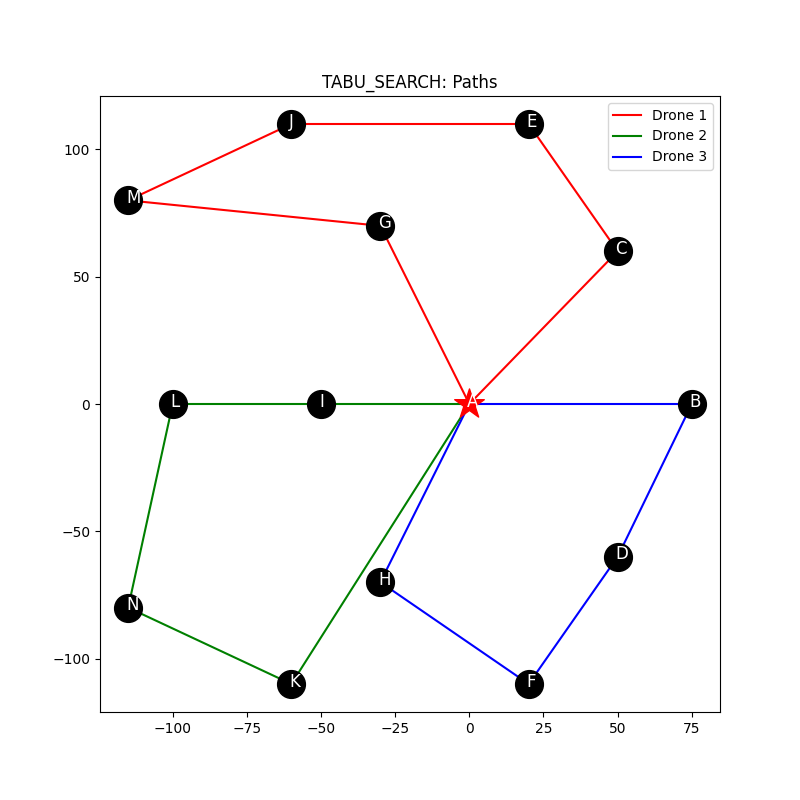 TABU_SEARCH: Paths
Drone 1
Drone 2
Drone 3
J
E
M
G
C
L
I
A
B
D
H
N
K
F
100
50
0
−50
−100
−100
−75
−50
−25
0
25
50
75